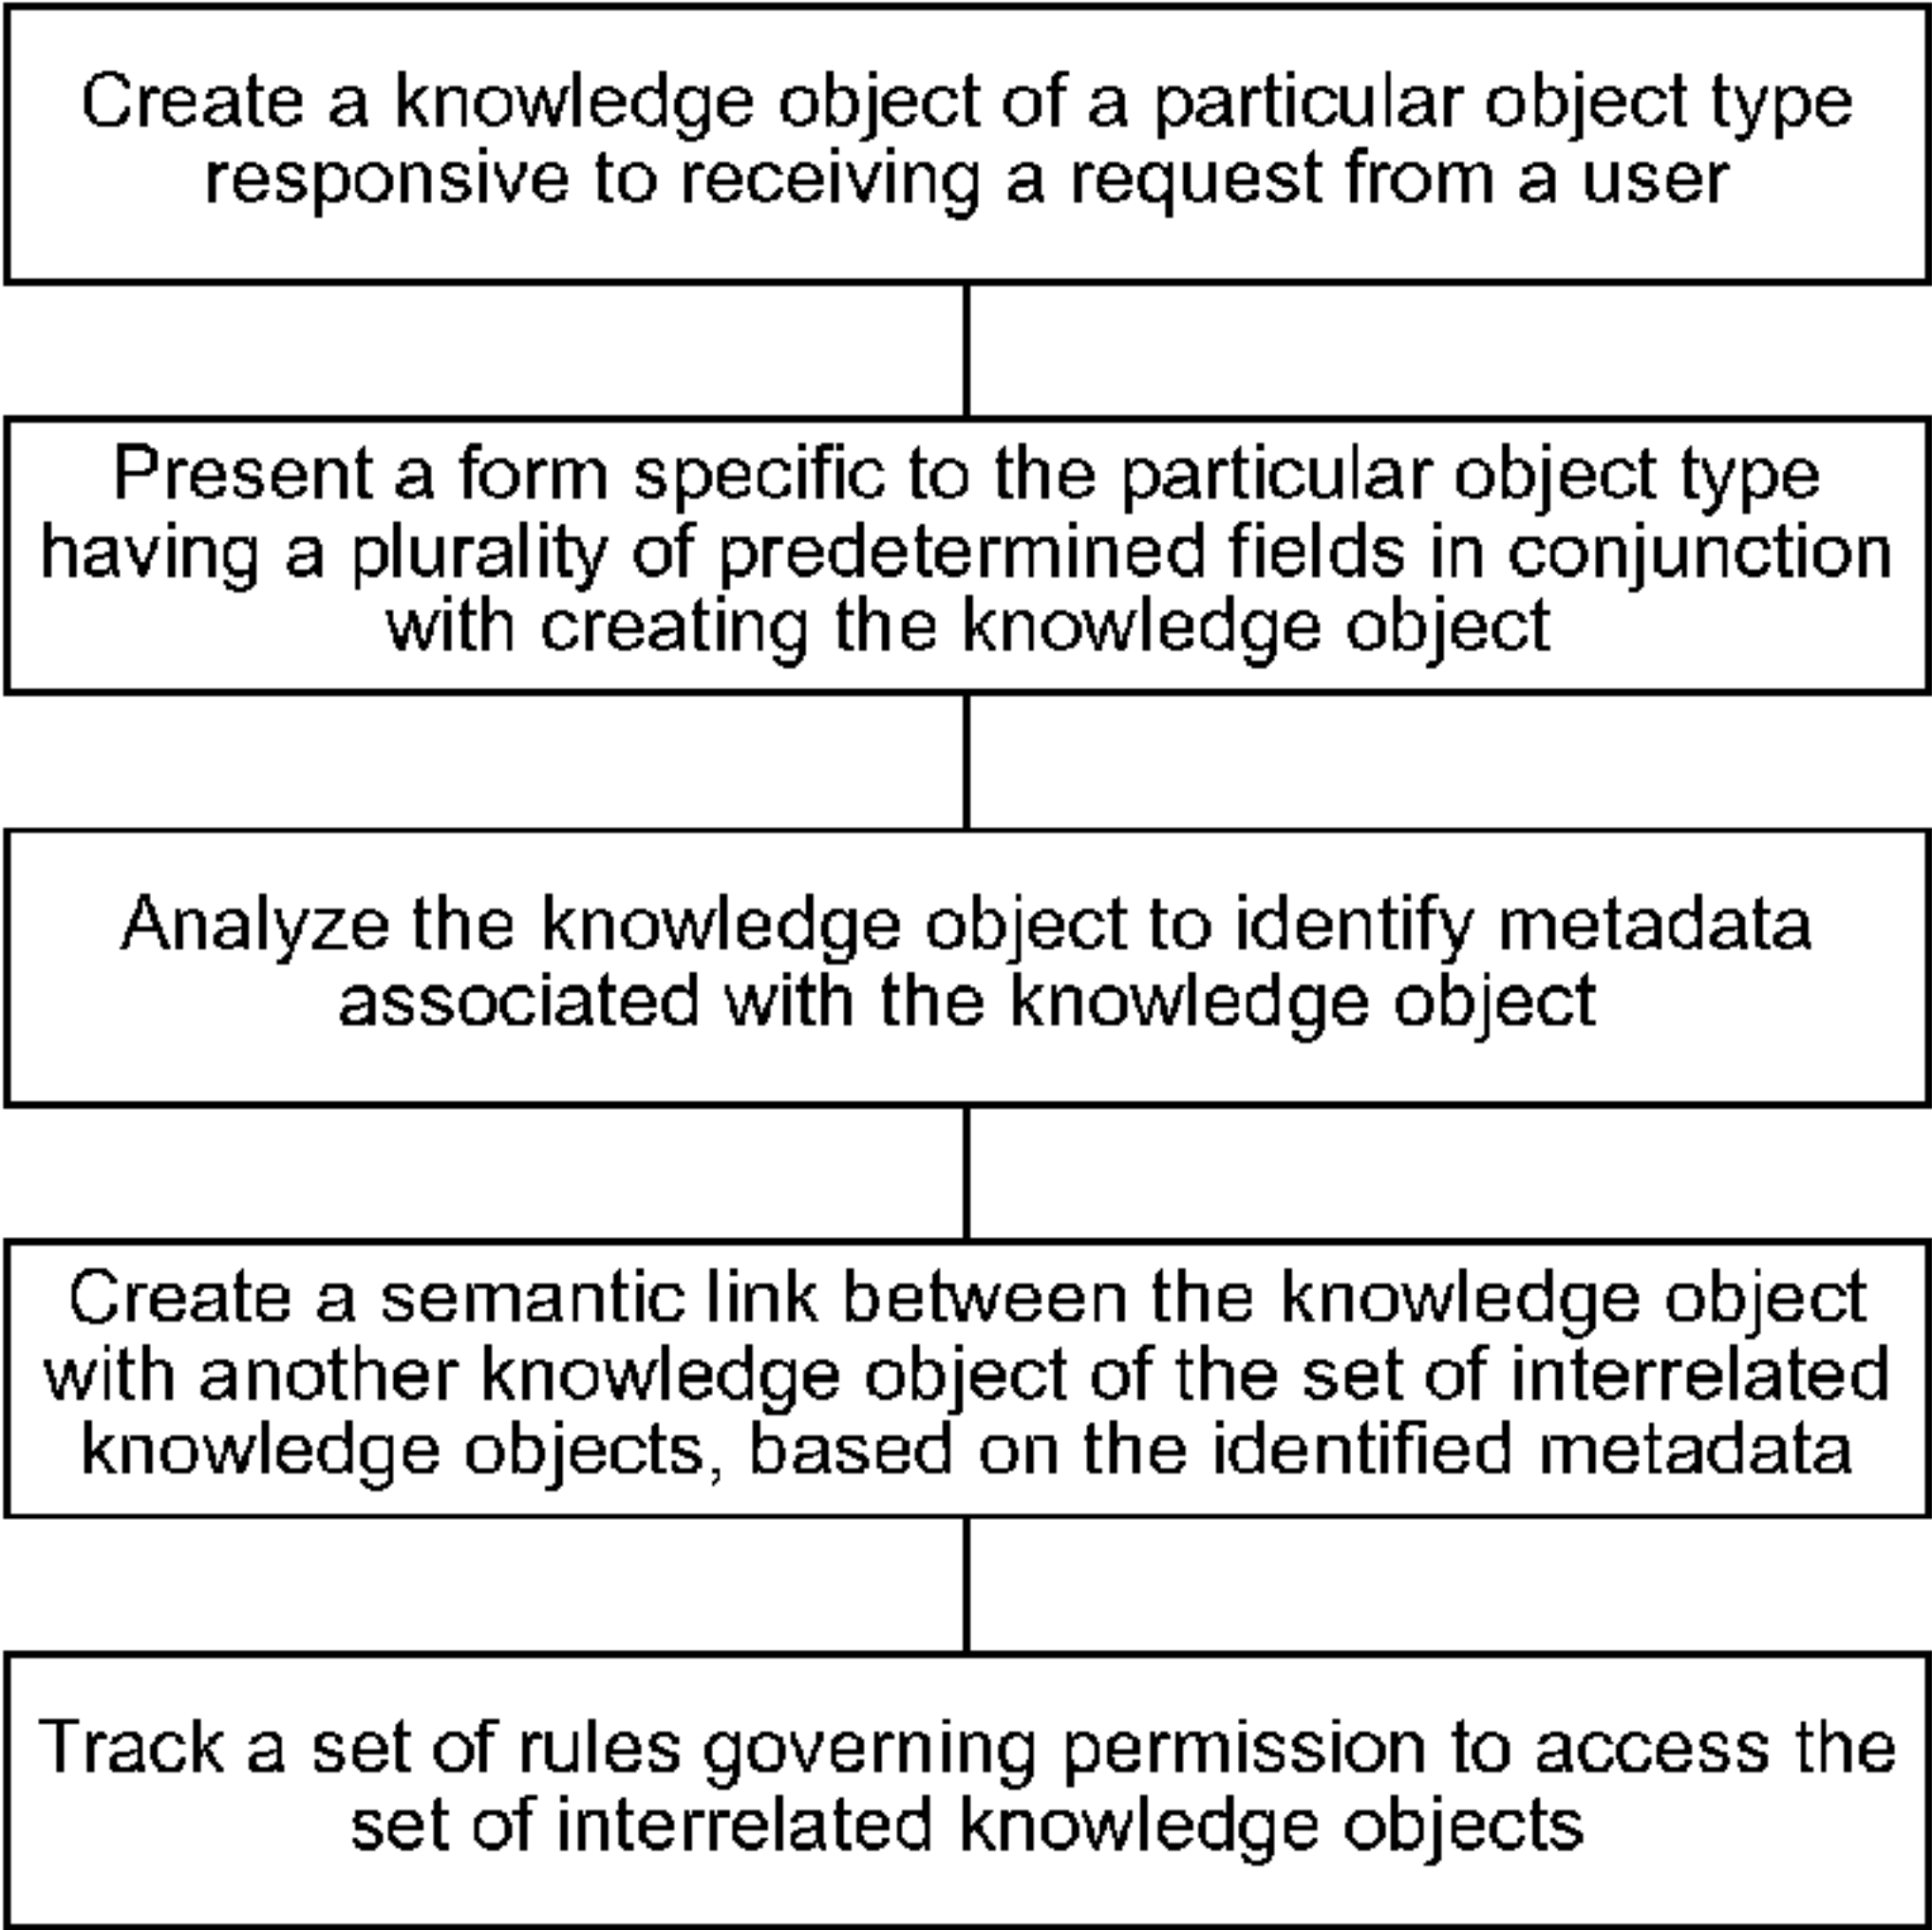 Create a knowledge object of a particular object type
responsive to receiving a request from a user
Present a form specific to the particular object type
having a plurality of predetermined fields in conjunction
with creating the knowledge object
Analyze the knowledge object to identify metadata
associated with the knowledge object
Create a semantic link between the knowledge object
with another knowledge object of the set of interrelated
knowledge objects, based on the identified metadata
Track a set of rules governing permission to access the
set of interrelated knowledge objects